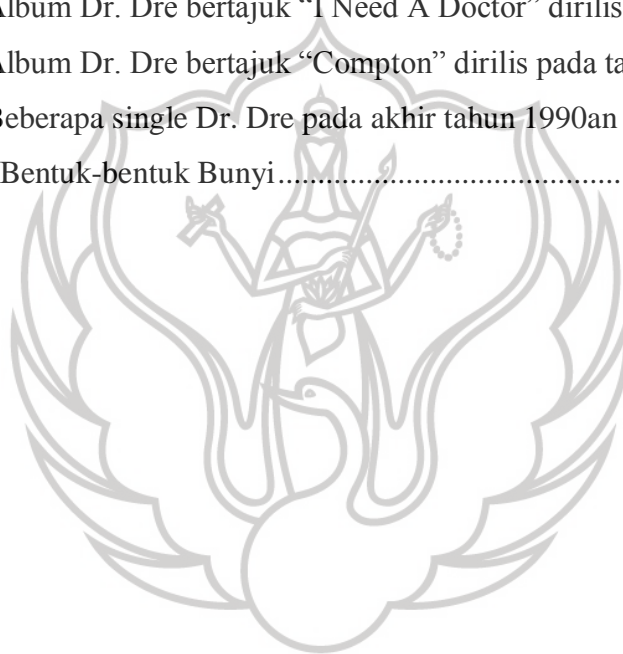 Album Dr. Dre bertajuk “I Need A Doctor” dirilis
Album Dr. Dre bertajuk “Compton” dirilis pada ta
Beberapa single Dr. Dre pada akhir tahun 1990an
Bentuk-bentuk Bunyi.......................................